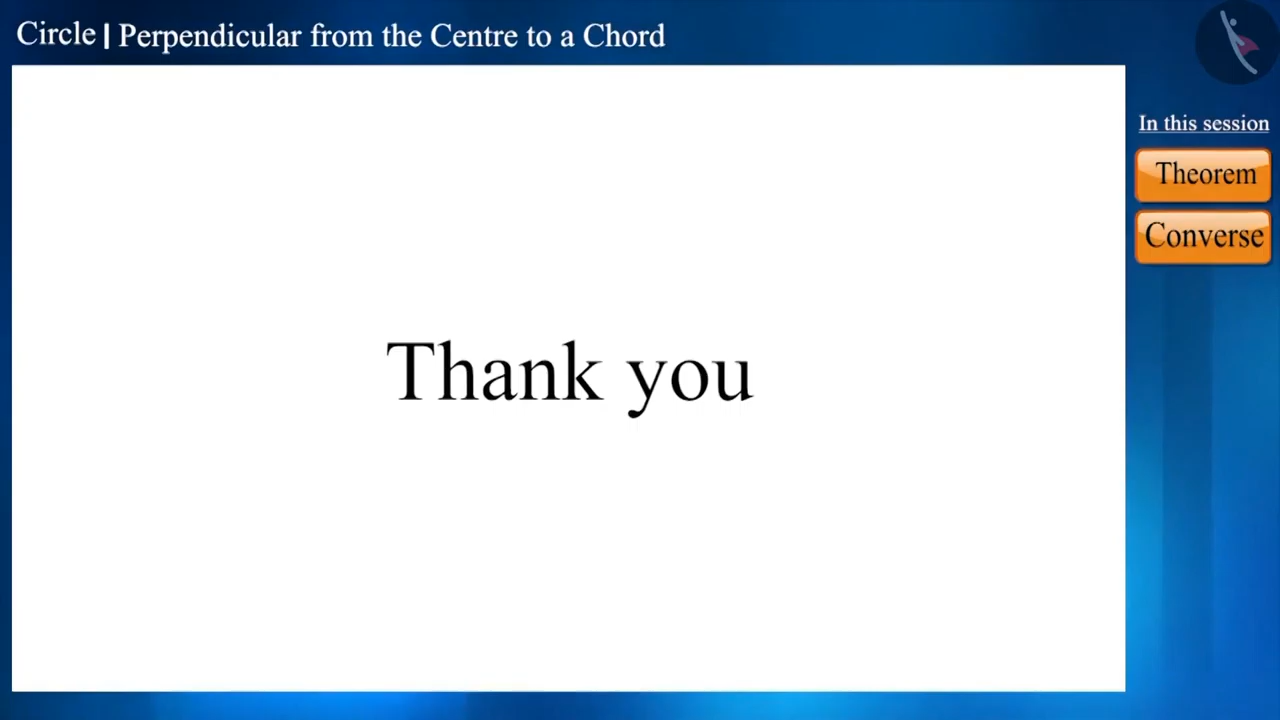 Circle | Perpendicular from the Centre to a Chord
In this session
Theorem
Converse
Thank you